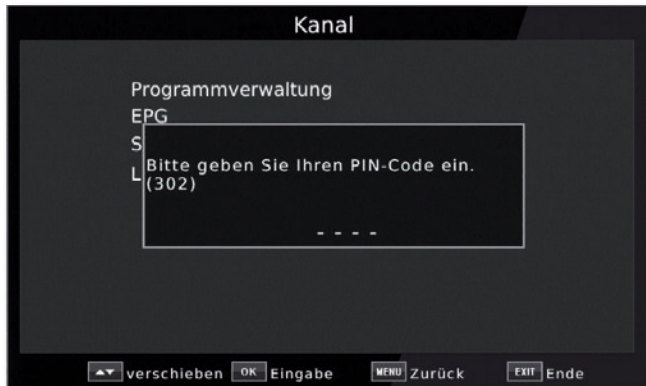 Kanal
Programmverwaltung
EPG
S
L
Bitte geben Sie Ihren PIN-Code ein.
(302)
- - - -
verschieben OK Eingabe MENU Zurück EXIT Ende